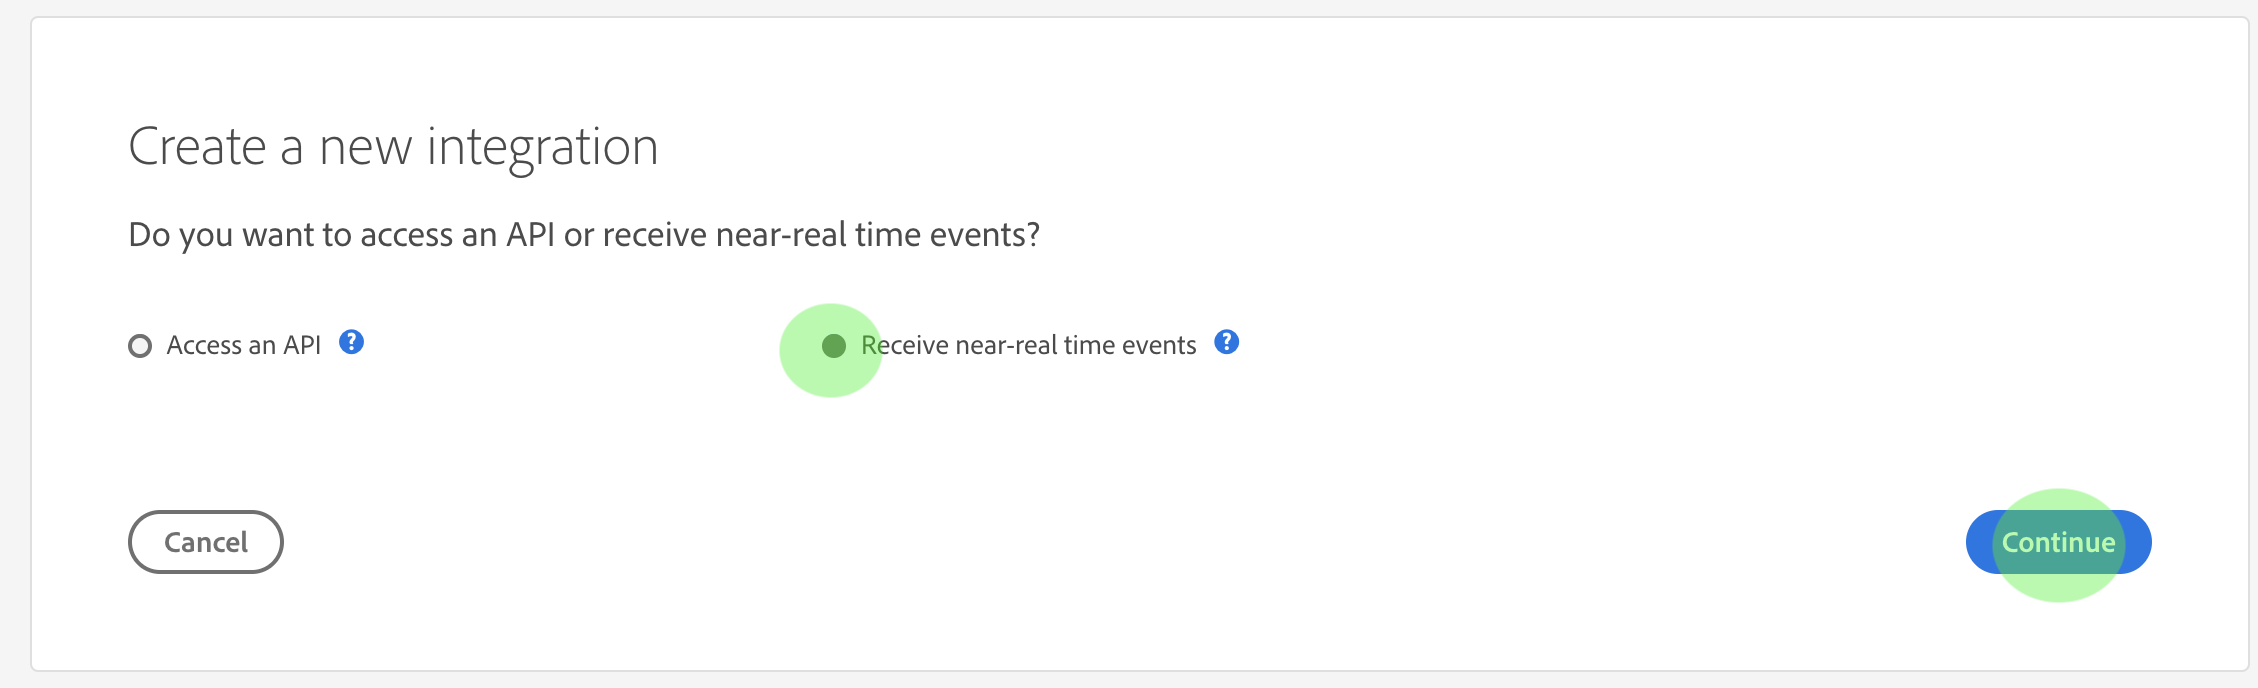 Create a new integration
Do you want to access an API or receive near-real time events?
Access an API ? Receive near-real time events ?
Cancel Continue